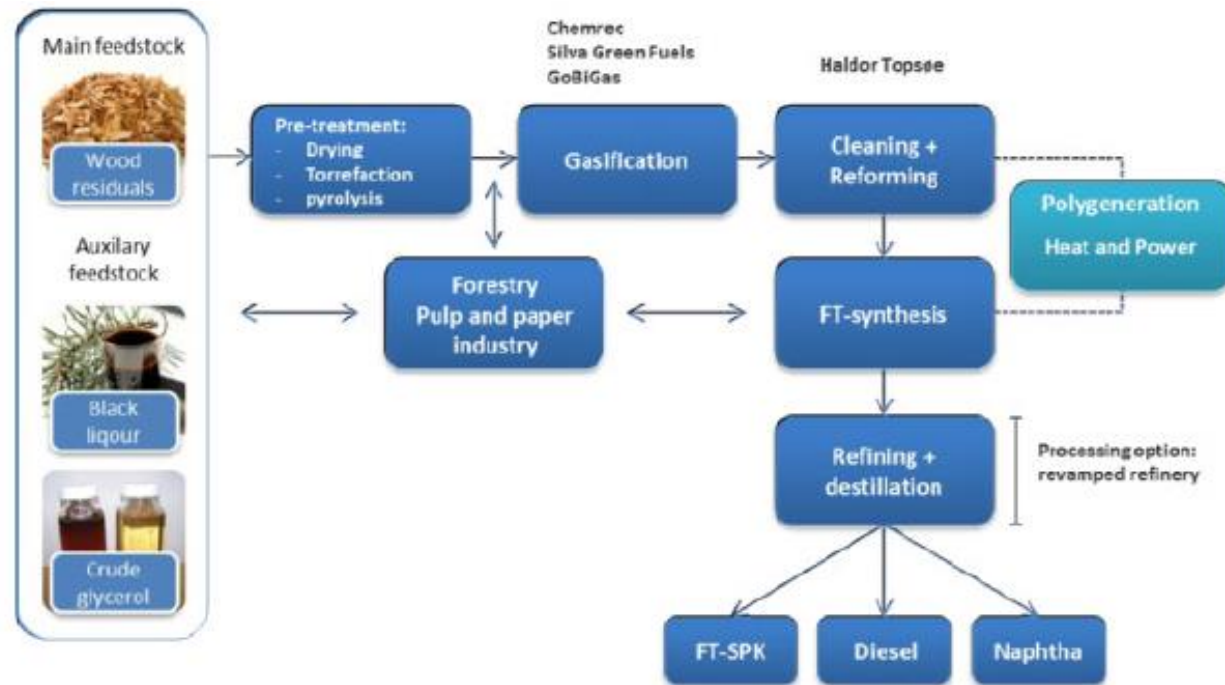 Main feedstock
Wood
residuals
Auxilary
feedstock
Black
liqour
Crude
glycerol
Pre-treatment:
- Drying
- Torrefaction
- pyrolysis
Chemrec
Silva Green Fuels
GoBiGas
Gasification
Haldor Topsøe
Cleaning +
Reforming
Polygeneration
Heat and Power
Forestry
Pulp and paper
industry
FT-synthesis
Refining +
destillation
Processing option:
revamped refinery
FT-SPK
Diesel
Naphtha